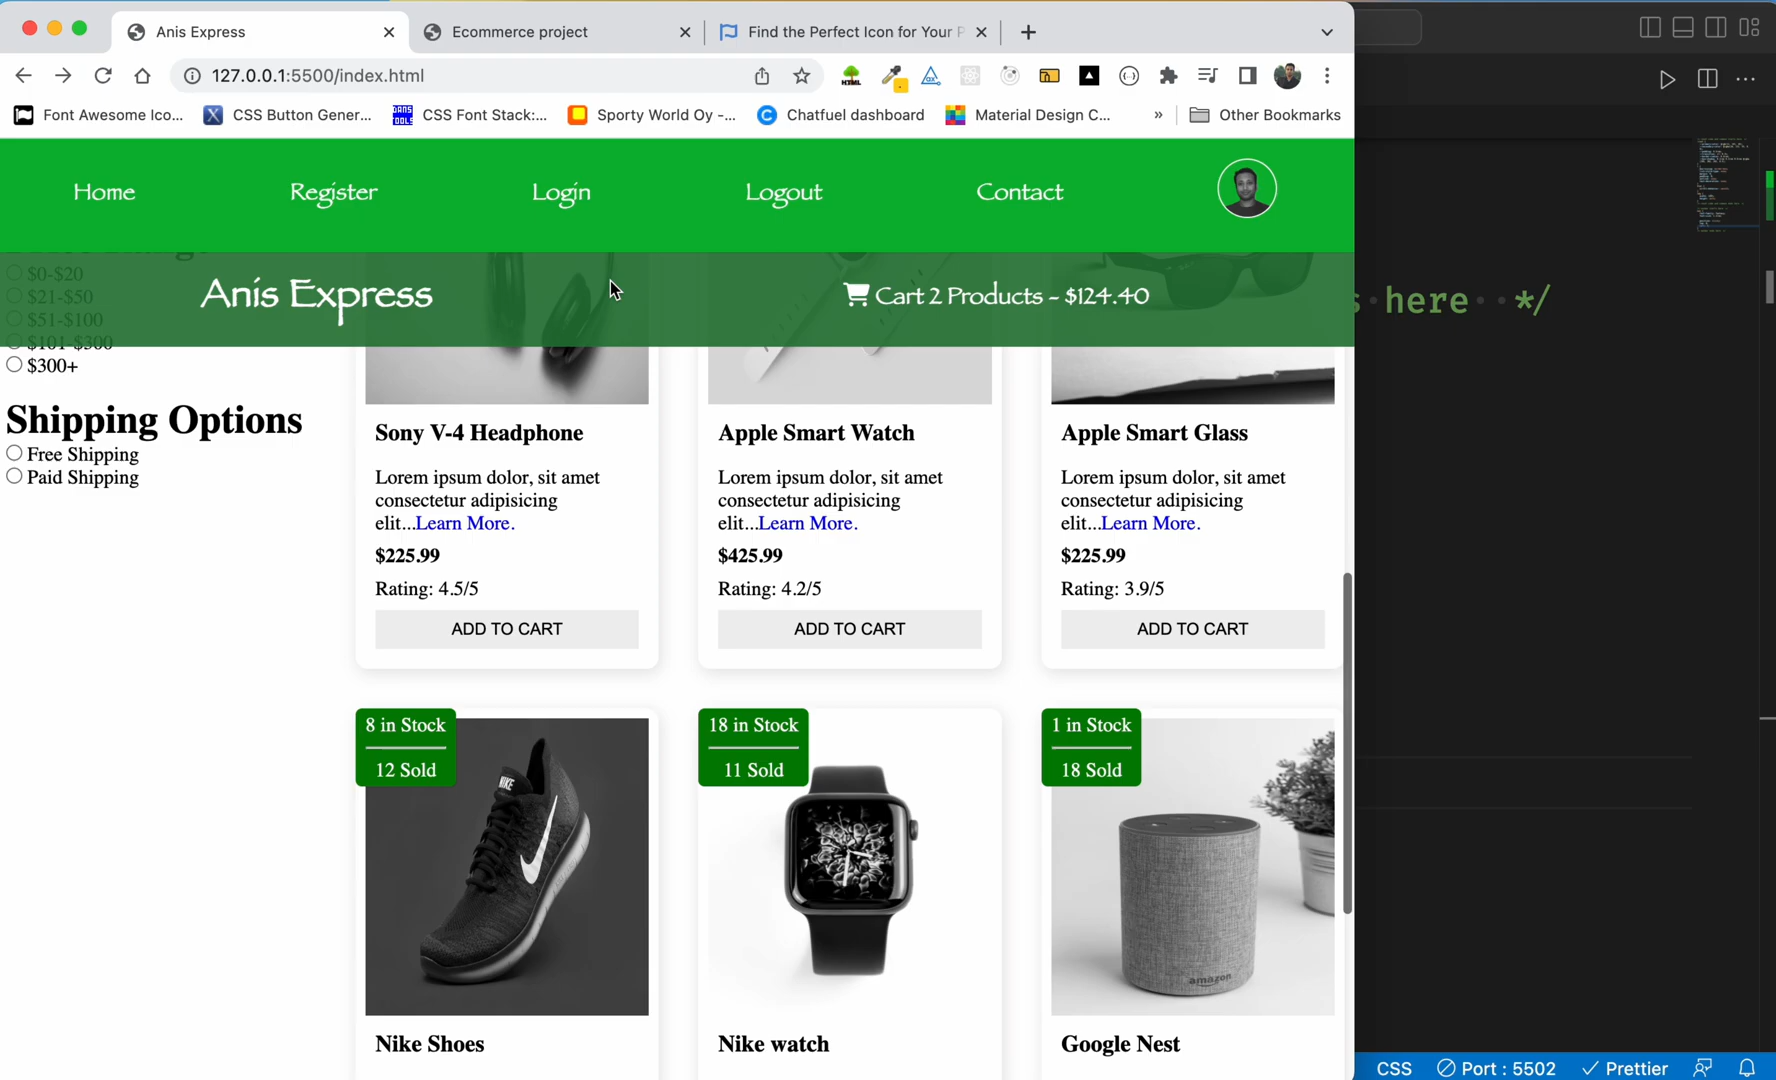 Anis Express
Ecommerce project
Find the Perfect Icon for Your P
127.0.0.1:5500/index.html
Font Awesome Ico...
CSS Button Gener...
CSS Font Stack:...
Sporty World Oy -...
Chatfuel dashboard
Material Design C...
»
Other Bookmarks
Home
Register
Login
Logout
Contact
Anis Express
Cart 2 Products - $124.40
$0-$20
$21-$50
$51-$100
$101-$300
$300+
Shipping Options
Free Shipping
Paid Shipping
Sony V-4 Headphone
Lorem ipsum dolor, sit amet
consectetur adipisicing
elit...Learn More.
$225.99
Rating: 4.5/5
ADD TO CART
Apple Smart Watch
Lorem ipsum dolor, sit amet
consectetur adipisicing
elit...Learn More.
$425.99
Rating: 4.2/5
ADD TO CART
Apple Smart Glass
Lorem ipsum dolor, sit amet
consectetur adipisicing
elit...Learn More.
$225.99
Rating: 3.9/5
ADD TO CART
8 in Stock
12 Sold
NIKE
Nike Shoes
18 in Stock
11 Sold
Nike watch
1 in Stock
18 Sold
amazon
Google Nest
here */
CSS
Port : 5502
Prettier